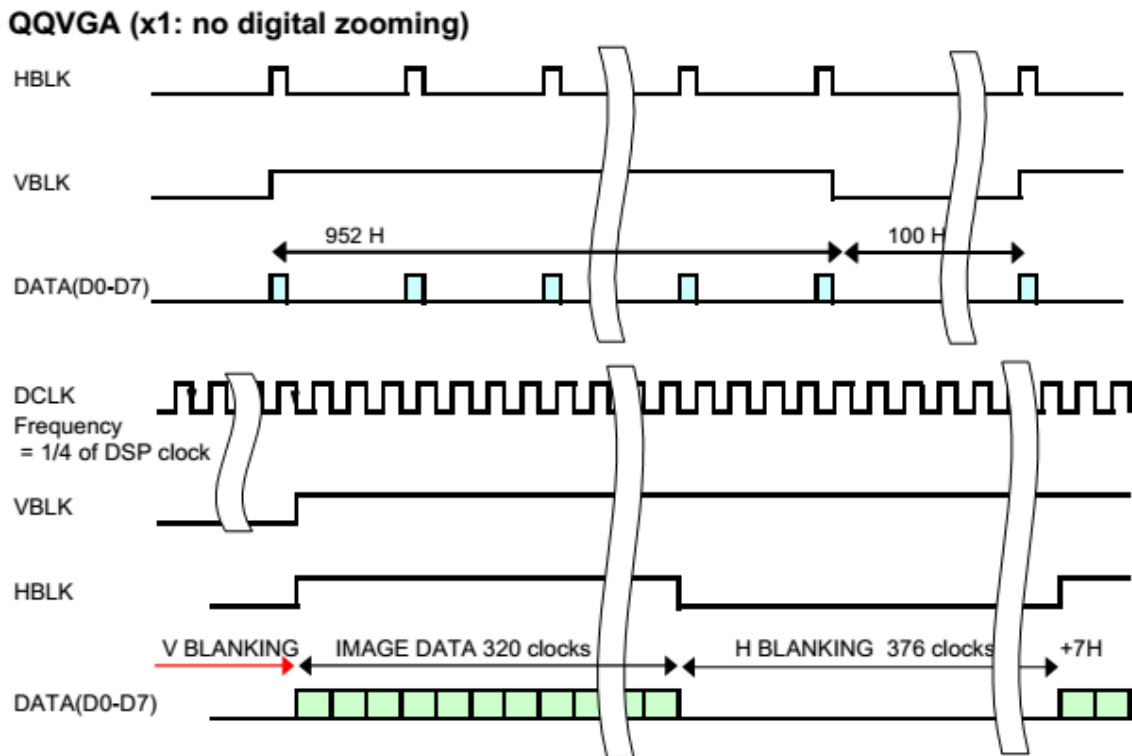 QQVGA (x1: no digital zooming)
HBLK
VBLK
952 H
100 H
DATA(D0-D7)
DCLK
Frequency
= 1/4 of DSP clock
VBLK
HBLK
V BLANKING
IMAGE DATA 320 clocks
H BLANKING 376 clocks
+7H
DATA(D0-D7)